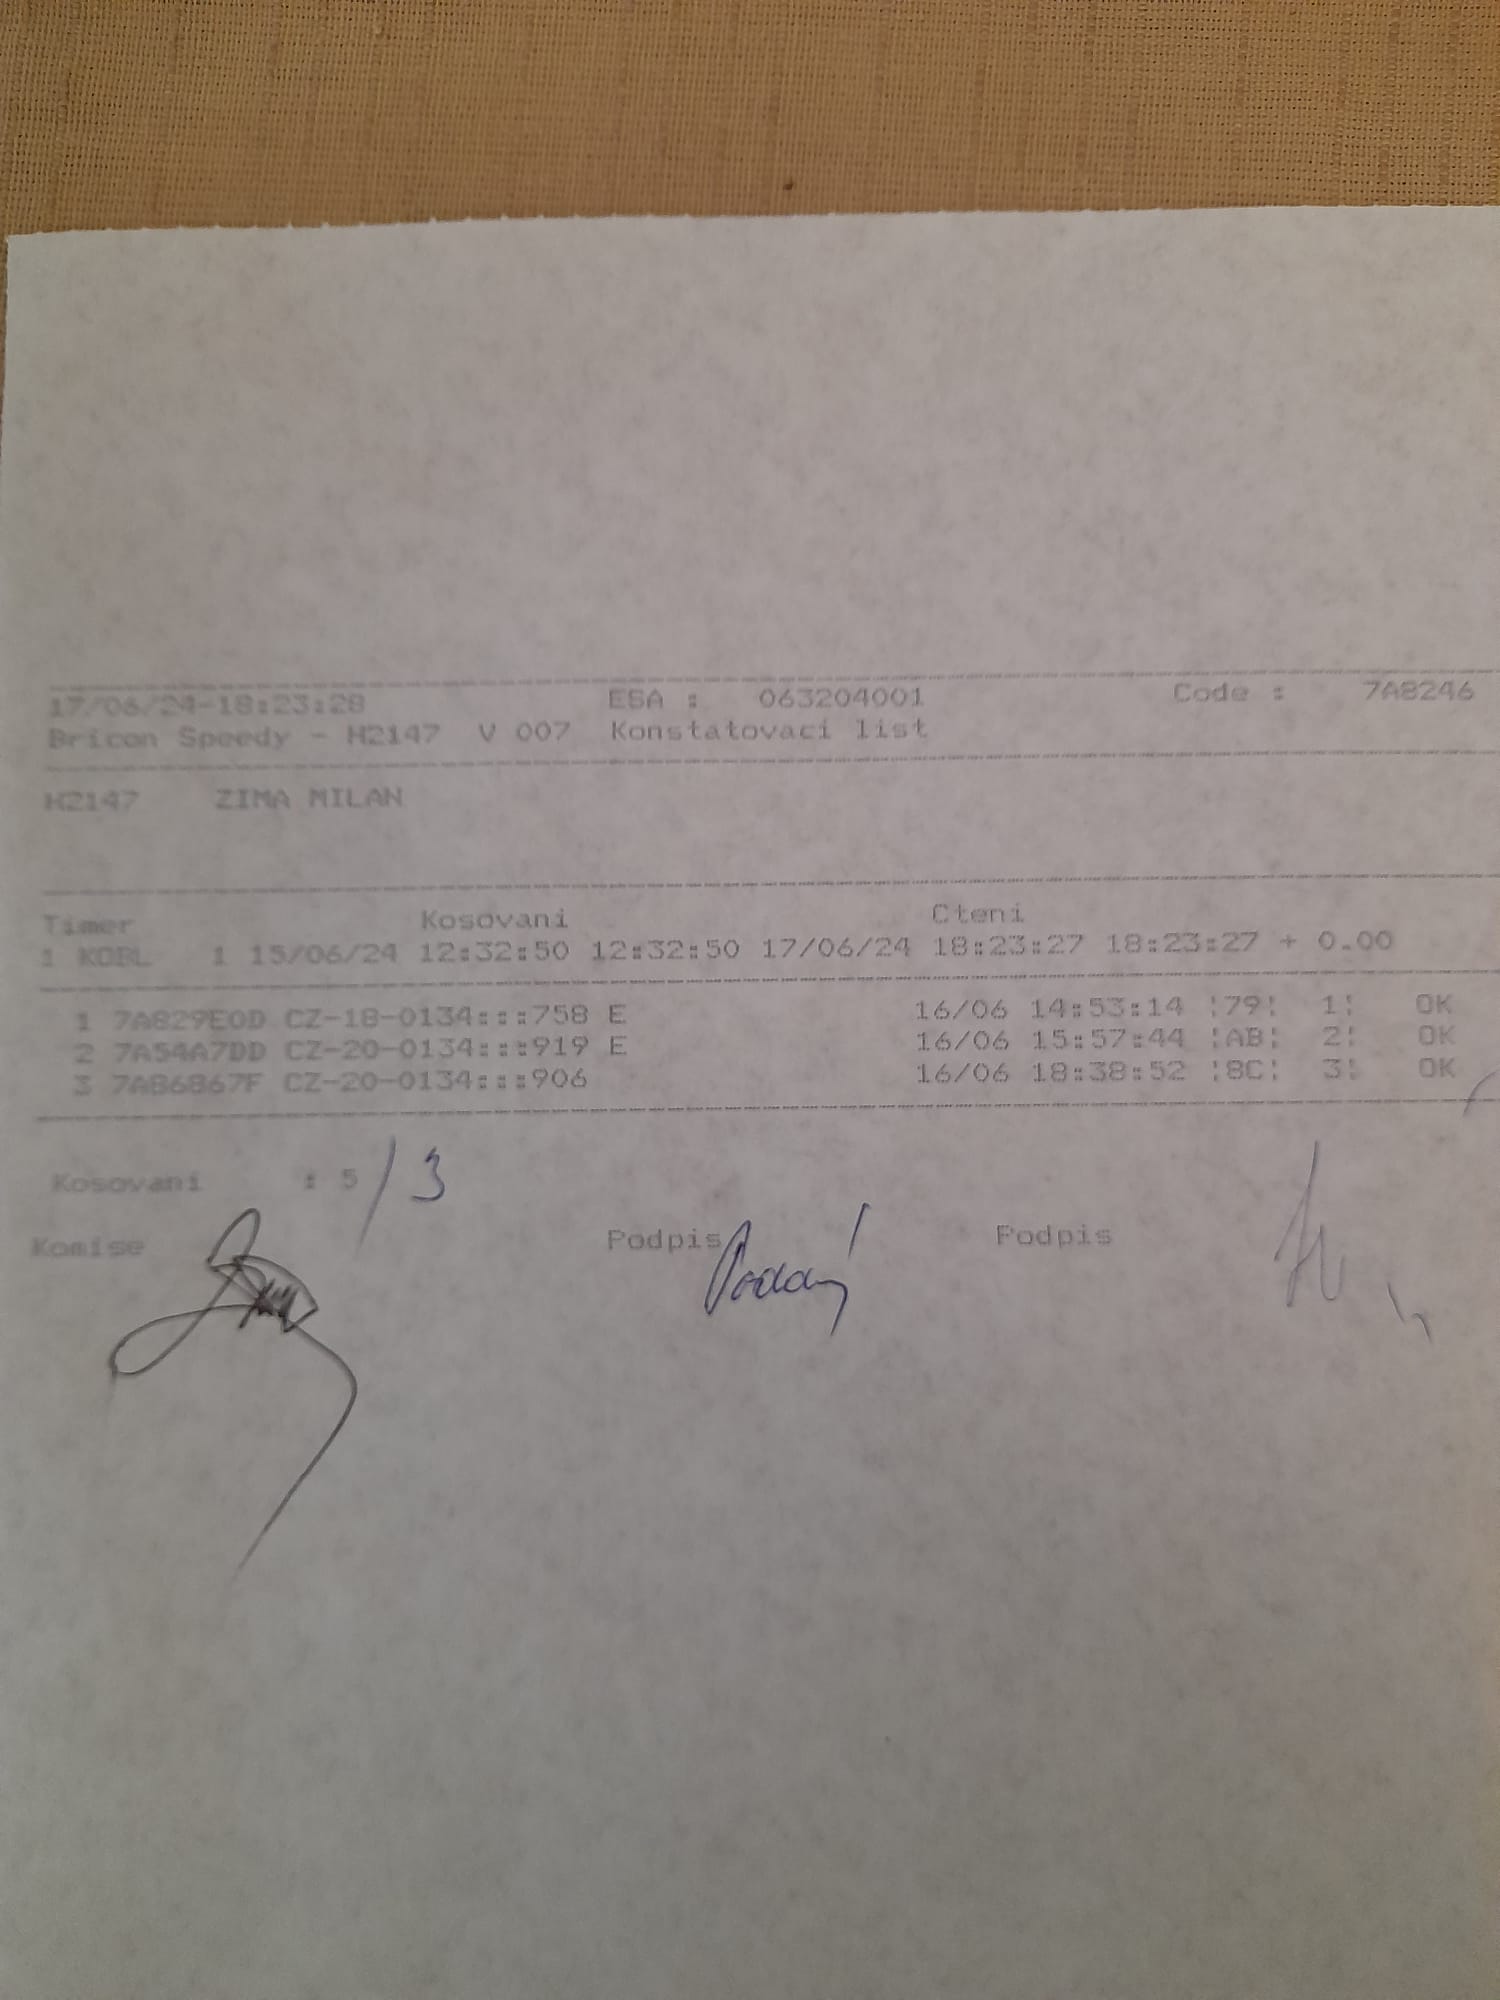 17/06/24-18:23:28 ESA : 063204001 Code : 7A8246
Bricon Speedy - H2147 V 007 Konstatovaci list
H2147 ZIMA MILAN
Timer Kosovani Cteni
1 KOBL 1 15/06/24 12:32:50 12:32:50 17/06/24 18:23:27 18:23:27 + 0.00
1 7A829E0D CZ-18-0134:::758 E 16/06 14:53:14 ¦79¦ 1¦ OK
2 7A54A7DD CZ-20-0134:::919 E 16/06 15:57:44 ¦AB¦ 2¦ OK
3 7AB6867F CZ-20-0134:::906 16/06 18:38:52 ¦8C¦ 3¦ OK
Kosovani : 5 / 3
Komise Podpis Podpis